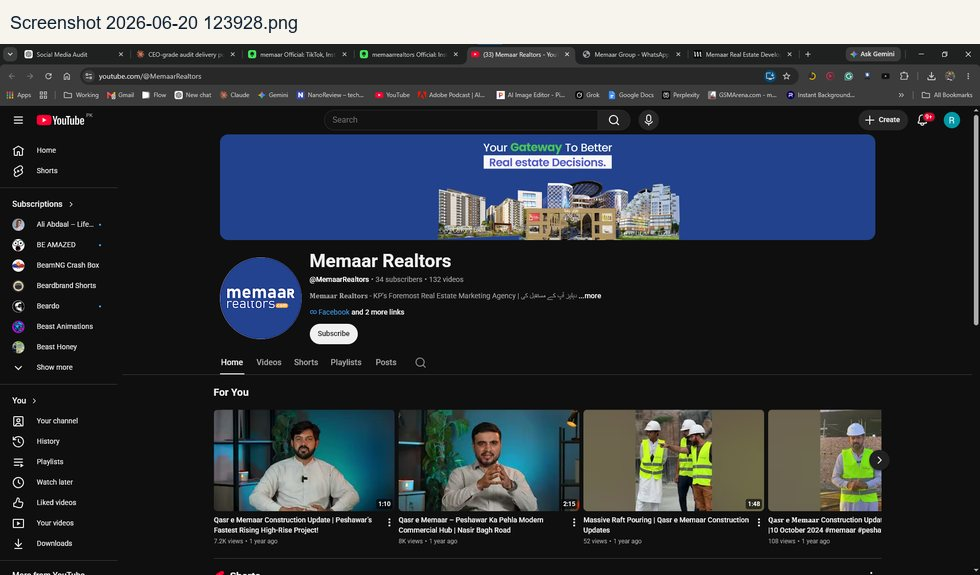 Screenshot 2026-06-20 123928.png
Social Media Audit
CEO-grade audit delivery p
memaar Official: TikTok, Inst
memaarrealtors Official: Ins
(33) Memaar Realtors - You
Memaar Group - WhatsApp
Memaar Real Estate Develo
Ask Gemini
youtube.com/@MemaarRealtors
Apps
Working
Gmail
Flow
New chat
Claude
Gemini
NanoReview – tech...
YouTube
Adobe Podcast | AI...
AI Image Editor - Pi...
Grok
Google Docs
Perplexity
GSMArena.com - m...
Instant Background...
All Bookmarks
YouTube PK
Search
Create
9+
R
Home
Shorts
Subscriptions
Ali Abdaal – Life...
BE AMAZED
BeamNG Crash Box
Beardbrand Shorts
Beardo
Beast Animations
Beast Honey
Show more
You
Your channel
History
Playlists
Watch later
Liked videos
Your videos
Downloads
More from YouTube
Your Gateway To Better
Real estate Decisions.
memaar
realtors
Memaar Realtors
@MemaarRealtors • 34 subscribers • 132 videos
Memaar Realtors - KP's Foremost Real Estate Marketing Agency | دہلیز آپ کے مستقبل کی ...more
Facebook and 2 more links
Subscribe
Home
Videos
Shorts
Playlists
Posts
For You
1:10
Qasr e Memaar Construction Update | Peshawar's
Fastest Rising High-Rise Project!
7.2K views • 1 year ago
2:15
Qasr e Memaar – Peshawar Ka Pehla Modern
Commercial Hub | Nasir Bagh Road
8K views • 1 year ago
1:48
Massive Raft Pouring | Qasr e Memaar Construction
Updates
52 views • 1 year ago
Qasr e Memaar Construction Updat
|10 October 2024 #memaar #pesha
108 views • 1 year ago
Shorts